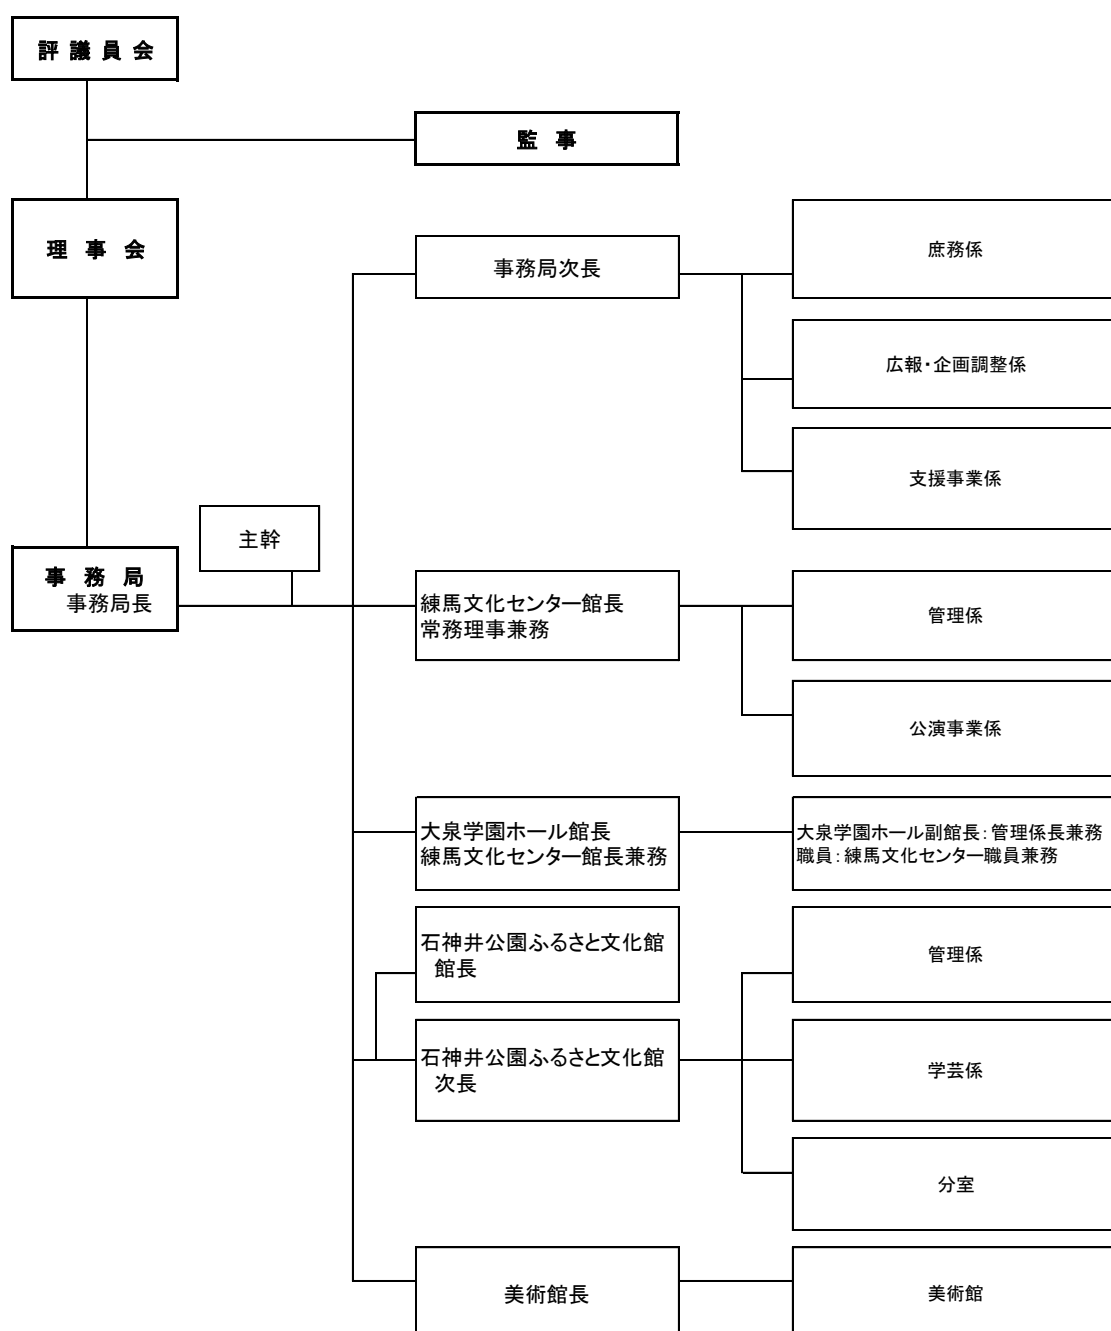 評議員会
監事
理事会
事務局次長
庶務係
広報・企画調整係
支援事業係
主幹
事務局
事務局長
練馬文化センター館長
常務理事兼務
管理係
公演事業係
大泉学園ホール館長
練馬文化センター館長兼務
大泉学園ホール副館長：管理係長兼務
職員：練馬文化センター職員兼務
石神井公園ふるさと文化館
館長
管理係
石神井公園ふるさと文化館
次長
学芸係
分室
美術館長
美術館